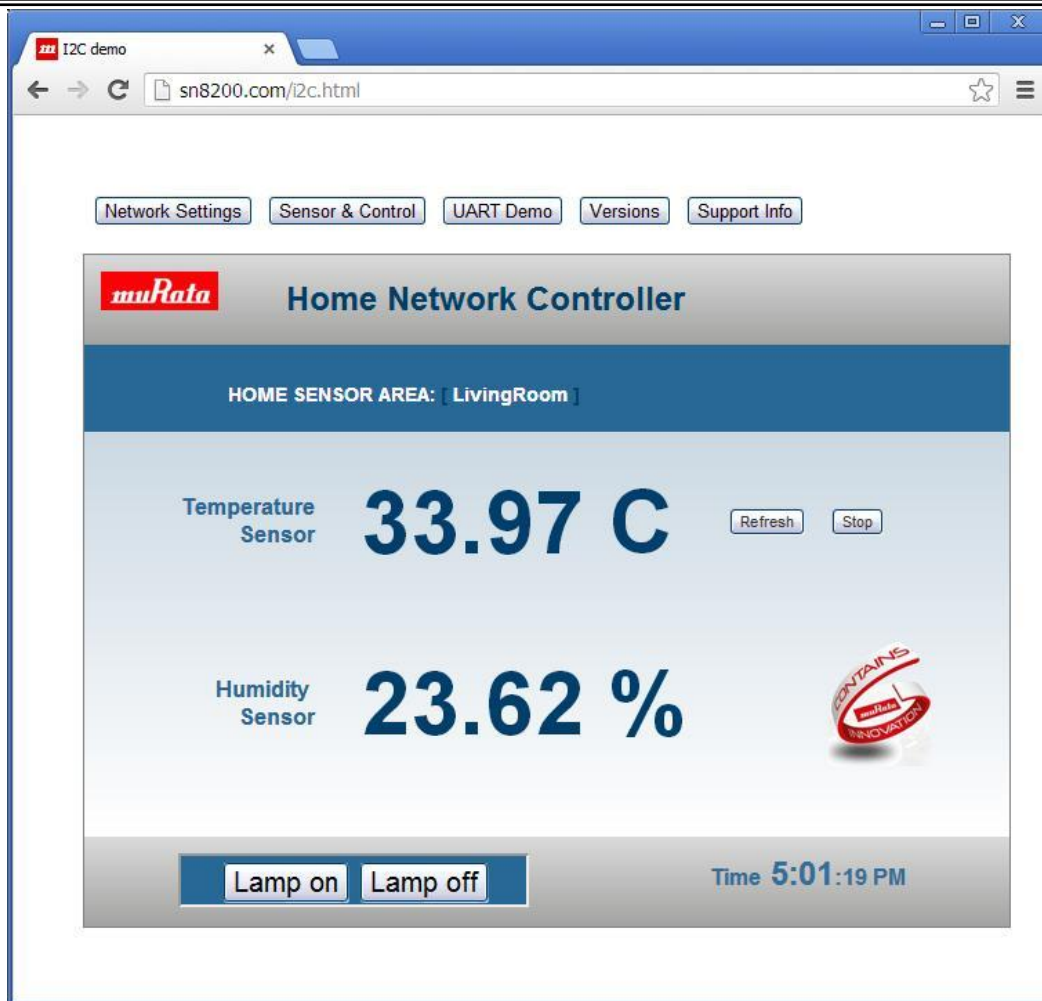 m I2C demo ×
sn8200.com/i2c.html
Network Settings Sensor & Control UART Demo Versions Support Info
muRata Home Network Controller
HOME SENSOR AREA: [ LivingRoom ]
Temperature
Sensor
33.97 C
Refresh Stop
Humidity
Sensor
23.62 %
CONTAINS
muRata
INNOVATION
Lamp on Lamp off
Time 5:01:19 PM